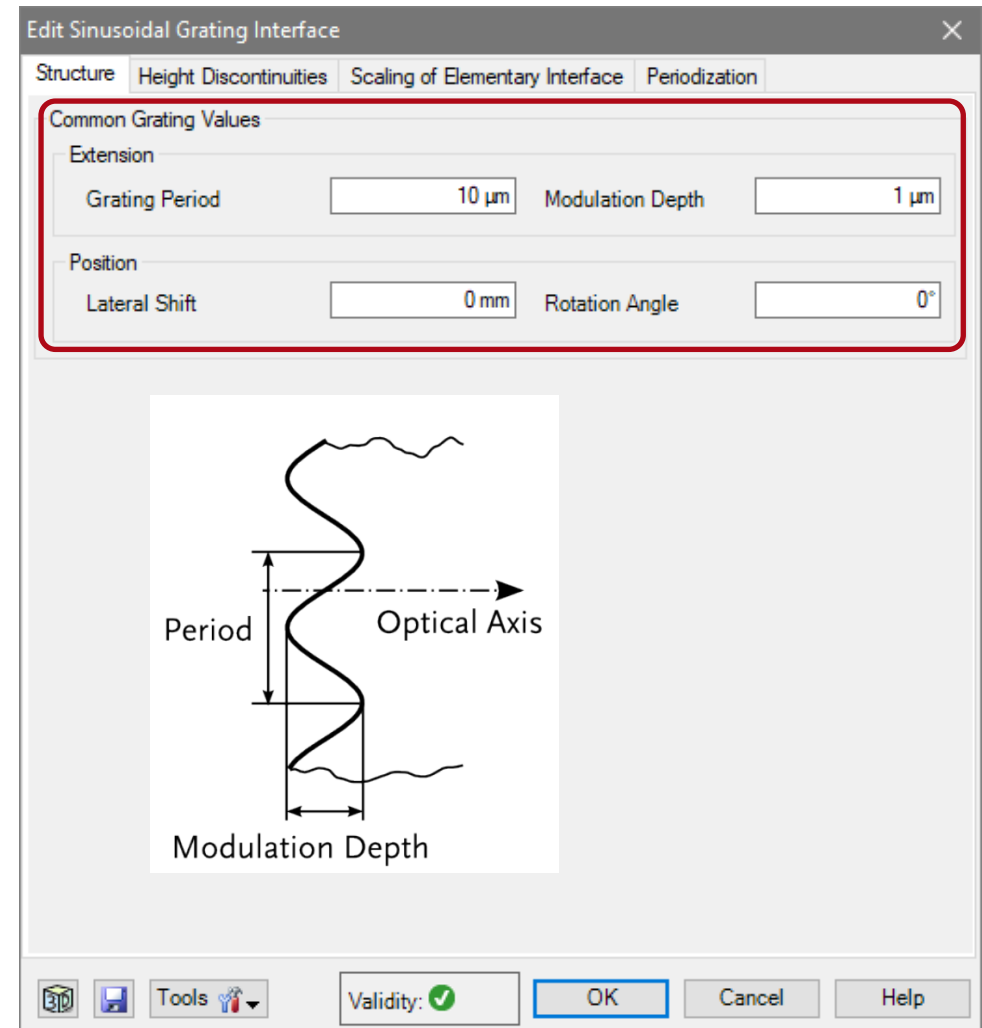 Edit Sinusoidal Grating Interface
Structure Height Discontinuities Scaling of Elementary Interface Periodization
Common Grating Values
Extension
Grating Period 10 µm Modulation Depth 1 µm
Position
Lateral Shift 0 mm Rotation Angle 0°
Period Optical Axis
Modulation Depth
3D Tools Validity: OK Cancel Help